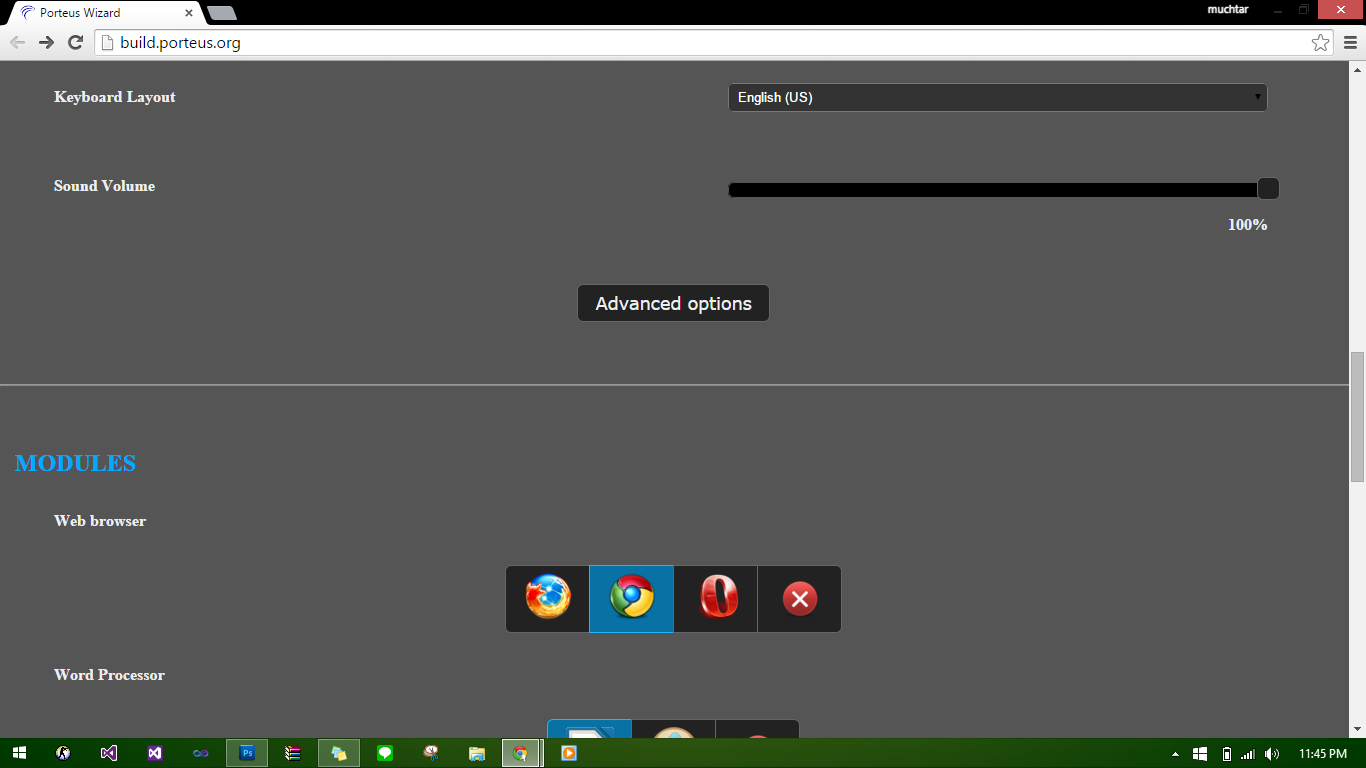 Porteus Wizard
muchtar
build.porteus.org
Keyboard Layout
English (US)
Sound Volume
100%
Advanced options
MODULES
Web browser
Word Processor
Ps
11:45 PM